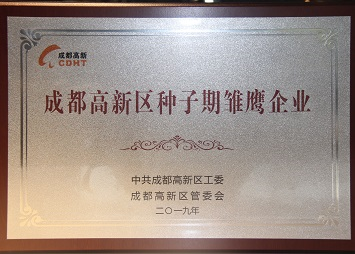 成都高新
CDHT
成都高新区种子期雏鹰企业
中共成都高新区工委
成都高新区管委会
二〇一九年